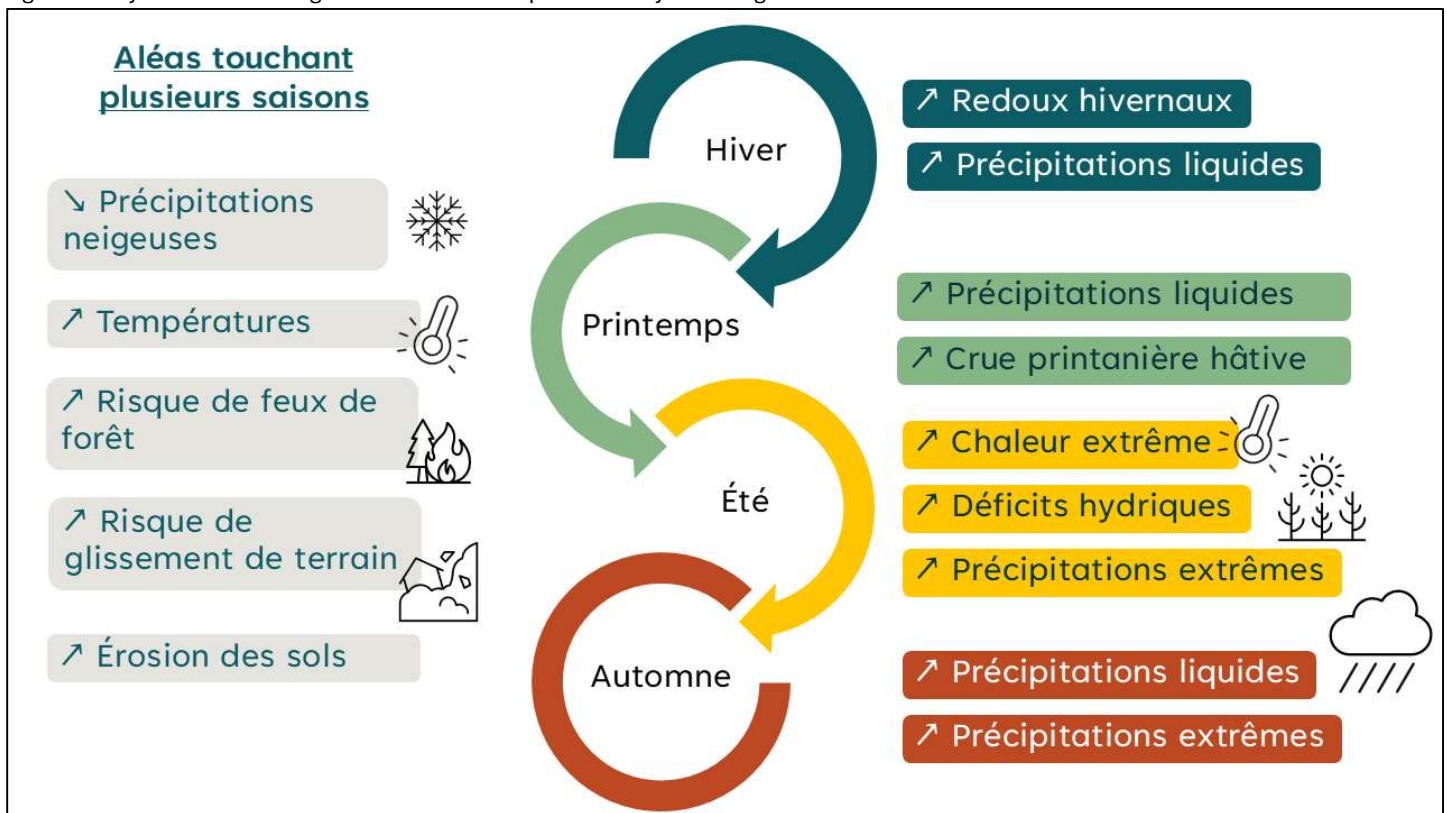 Aléas touchant
plusieurs saisons
↘ Précipitations
neigeuses
↗ Températures
↗ Risque de feux de
forêt
↗ Risque de
glissement de terrain
↗ Érosion des sols
Hiver
↗ Redoux hivernaux
↗ Précipitations liquides
Printemps
↗ Précipitations liquides
↗ Crue printanière hâtive
Été
↗ Chaleur extrême
↗ Déficits hydriques
↗ Précipitations extrêmes
Automne
↗ Précipitations liquides
↗ Précipitations extrêmes